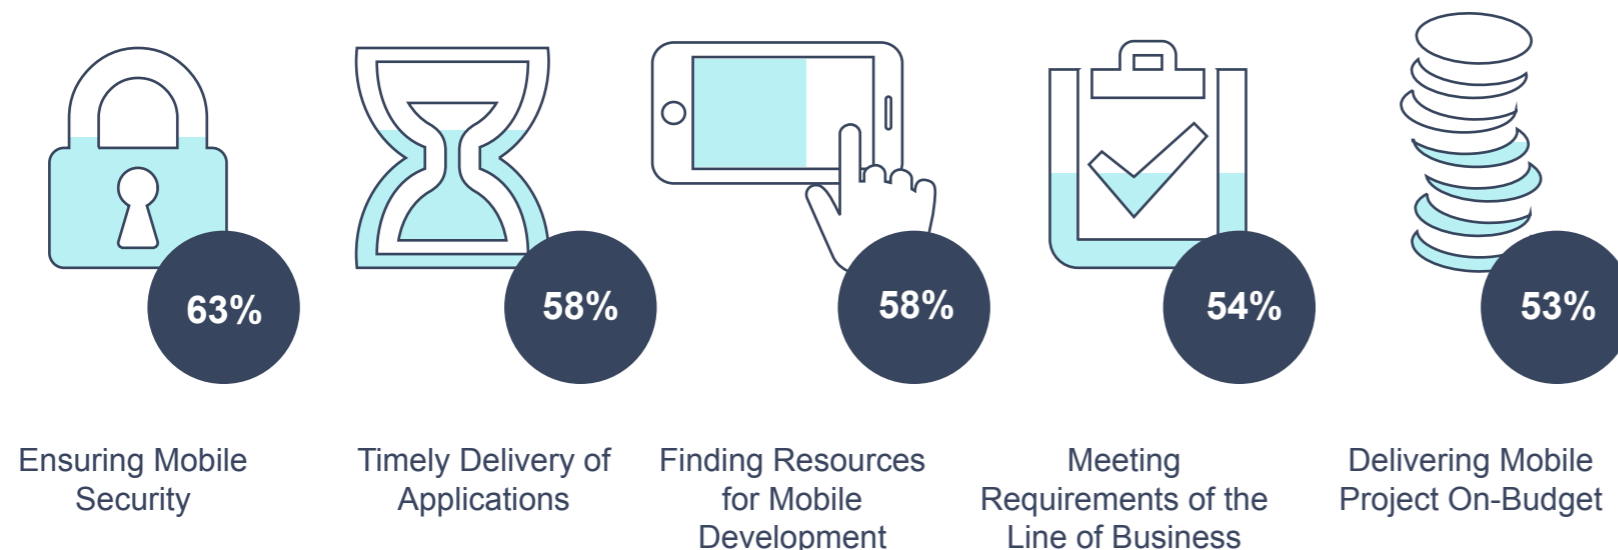 63%
58%
58%
54%
53%
Ensuring Mobile
Security
Timely Delivery of
Applications
Finding Resources
for Mobile
Development
Meeting
Requirements of the
Line of Business
Delivering Mobile
Project On-Budget